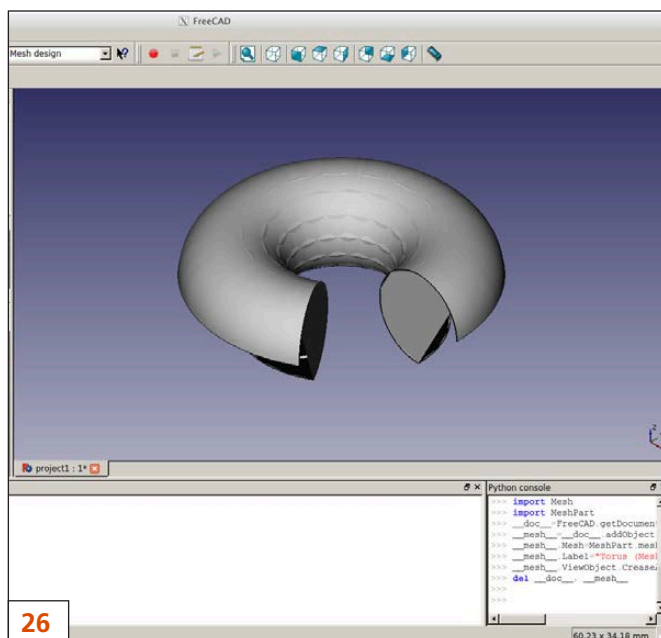 FreeCAD
Mesh design
project1 : 1*
Python console
>>> import Mesh
>>> import MeshPart
>>> __doc__=FreeCAD.getDocumen
>>> __mesh__=__doc__.addObject
>>> __mesh__.Mesh=MeshPart.mesh
>>> __mesh__.Label="Torus (Mesh
>>> __mesh__.ViewObject.Crease
>>> del __doc__, __mesh__
>>>
>>>
Z
26
60.23 x 34.18 mm